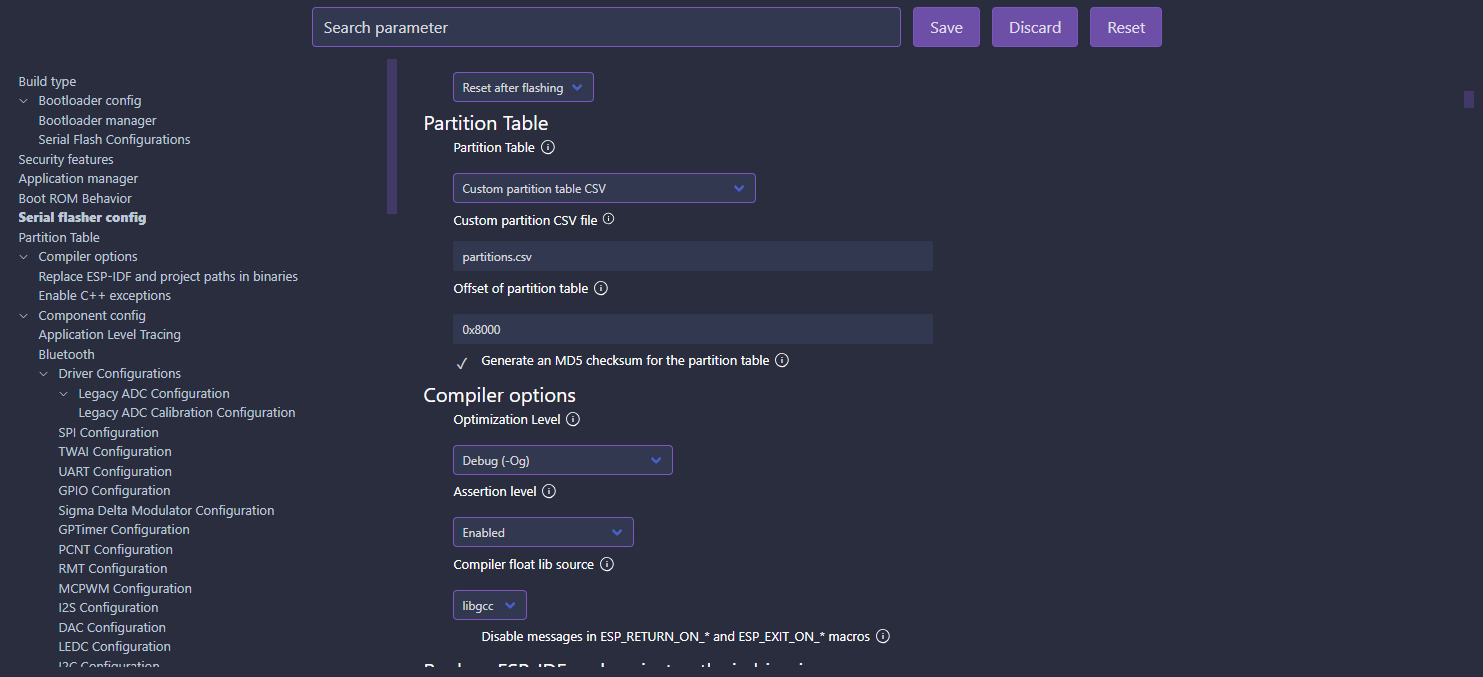 Search parameter
Save
Discard
Reset
Build type
Bootloader config
Bootloader manager
Serial Flash Configurations
Security features
Application manager
Boot ROM Behavior
Serial flasher config
Partition Table
Compiler options
Replace ESP-IDF and project paths in binaries
Enable C++ exceptions
Component config
Application Level Tracing
Bluetooth
Driver Configurations
Legacy ADC Configuration
Legacy ADC Calibration Configuration
SPI Configuration
TWAI Configuration
UART Configuration
GPIO Configuration
Sigma Delta Modulator Configuration
GPTimer Configuration
PCNT Configuration
RMT Configuration
MCPWM Configuration
I2S Configuration
DAC Configuration
LEDC Configuration
I2C Configuration
Reset after flashing
Partition Table
Partition Table
Custom partition table CSV
Custom partition CSV file
partitions.csv
Offset of partition table
0x8000
Generate an MD5 checksum for the partition table
Compiler options
Optimization Level
Debug (-Og)
Assertion level
Enabled
Compiler float lib source
libgcc
Disable messages in ESP_RETURN_ON_* and ESP_EXIT_ON_* macros